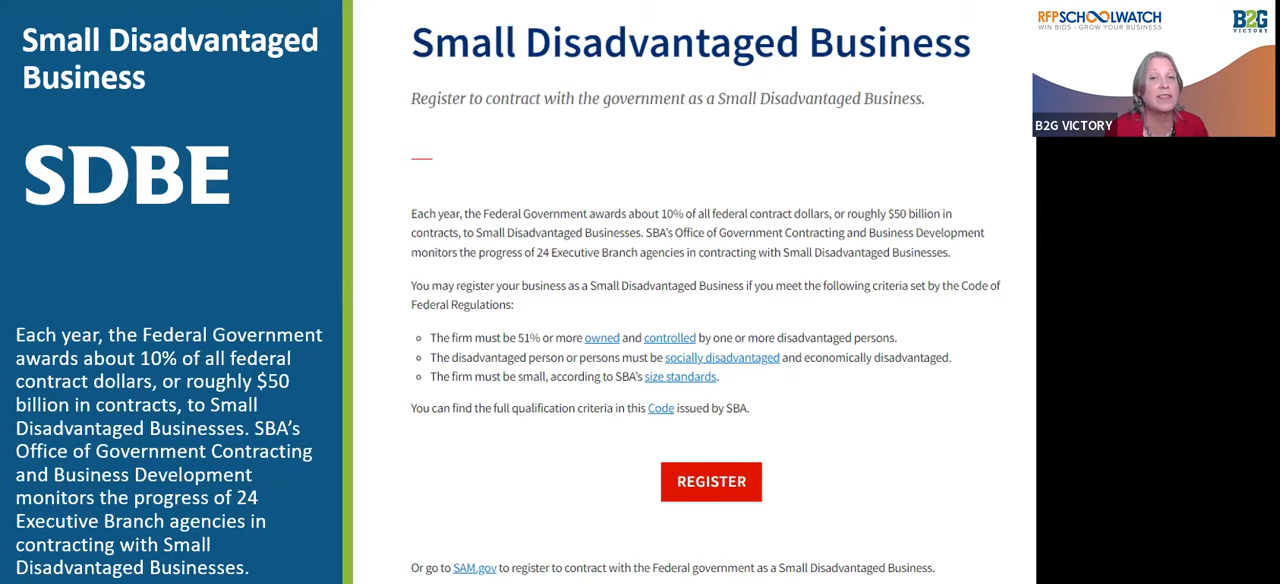 Small Disadvantaged
Business
SDBE
Each year, the Federal Government
awards about 10% of all federal
contract dollars, or roughly $50
billion in contracts, to Small
Disadvantaged Businesses. SBA's
Office of Government Contracting
and Business Development
monitors the progress of 24
Executive Branch agencies in
contracting with Small
Disadvantaged Businesses.
Small Disadvantaged Business
Register to contract with the government as a Small Disadvantaged Business.
Each year, the Federal Government awards about 10% of all federal contract dollars, or roughly $50 billion in
contracts, to Small Disadvantaged Businesses. SBA's Office of Government Contracting and Business Development
monitors the progress of 24 Executive Branch agencies in contracting with Small Disadvantaged Businesses.
You may register your business as a Small Disadvantaged Business if you meet the following criteria set by the Code of
Federal Regulations:
The firm must be 51% or more owned and controlled by one or more disadvantaged persons.
The disadvantaged person or persons must be socially disadvantaged and economically disadvantaged.
The firm must be small, according to SBA's size standards.
You can find the full qualification criteria in this Code issued by SBA.
REGISTER
Or go to SAM.gov to register to contract with the Federal government as a Small Disadvantaged Business.
RFPSCHOOLWATCH
WIN BIDS - GROW YOUR BUSINESS
B2G
VICTORY
B2G VICTORY